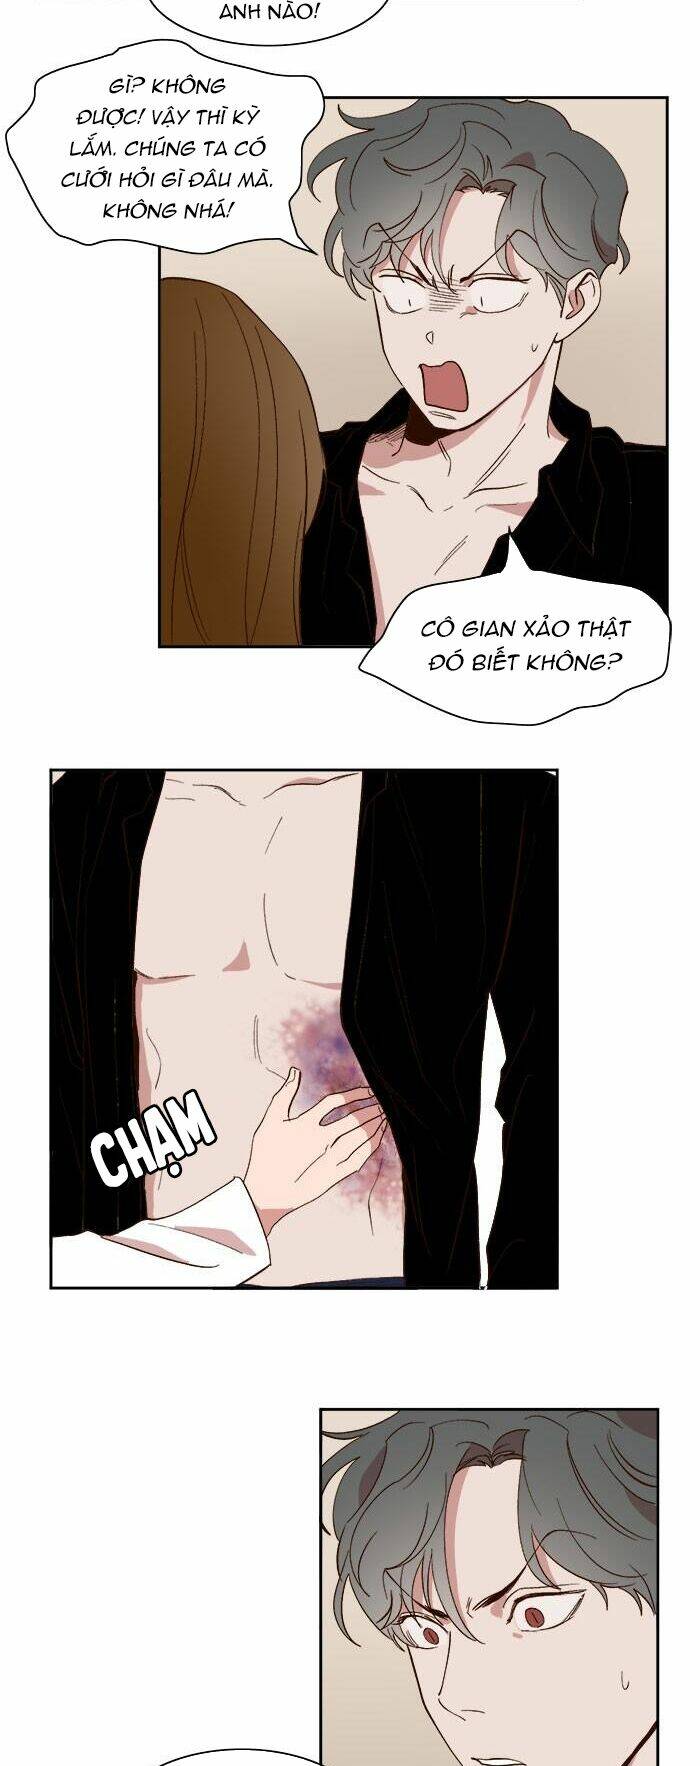 ANH NÀO!
GÌ? KHÔNG
ĐƯỢC! VẬY THÌ KỲ
LẮM. CHÚNG TA CÓ
CƯỚI HỎI GÌ ĐÂU MÀ.
KHÔNG NHÁ!
CÔ GIAN XẢO THẬT
ĐÓ BIẾT KHÔNG?
CHẠM